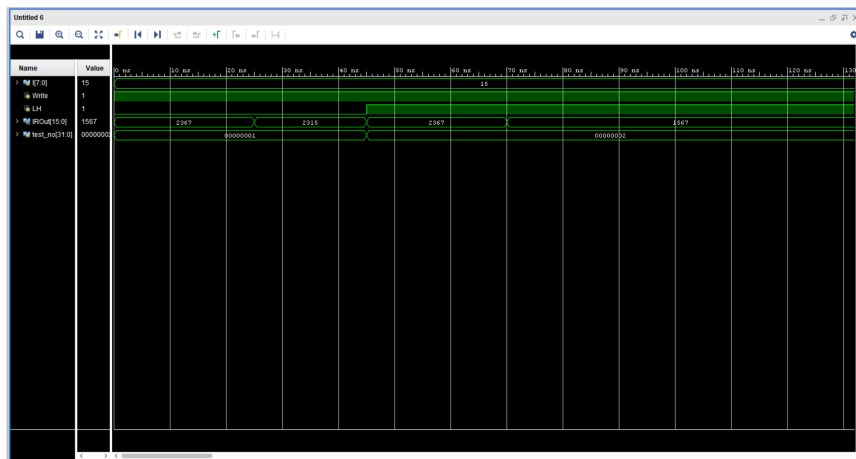 Untitled 6
Name Value
0 ns 10 ns 20 ns 30 ns 40 ns 50 ns 60 ns 70 ns 80 ns 90 ns 100 ns 110 ns 120 ns 130
I[7:0] 15 15
Write 1
LH 1
IROut[15:0] 1567 2367 2315 2367 1567
test_no[31:0] 00000002 00000001 00000002